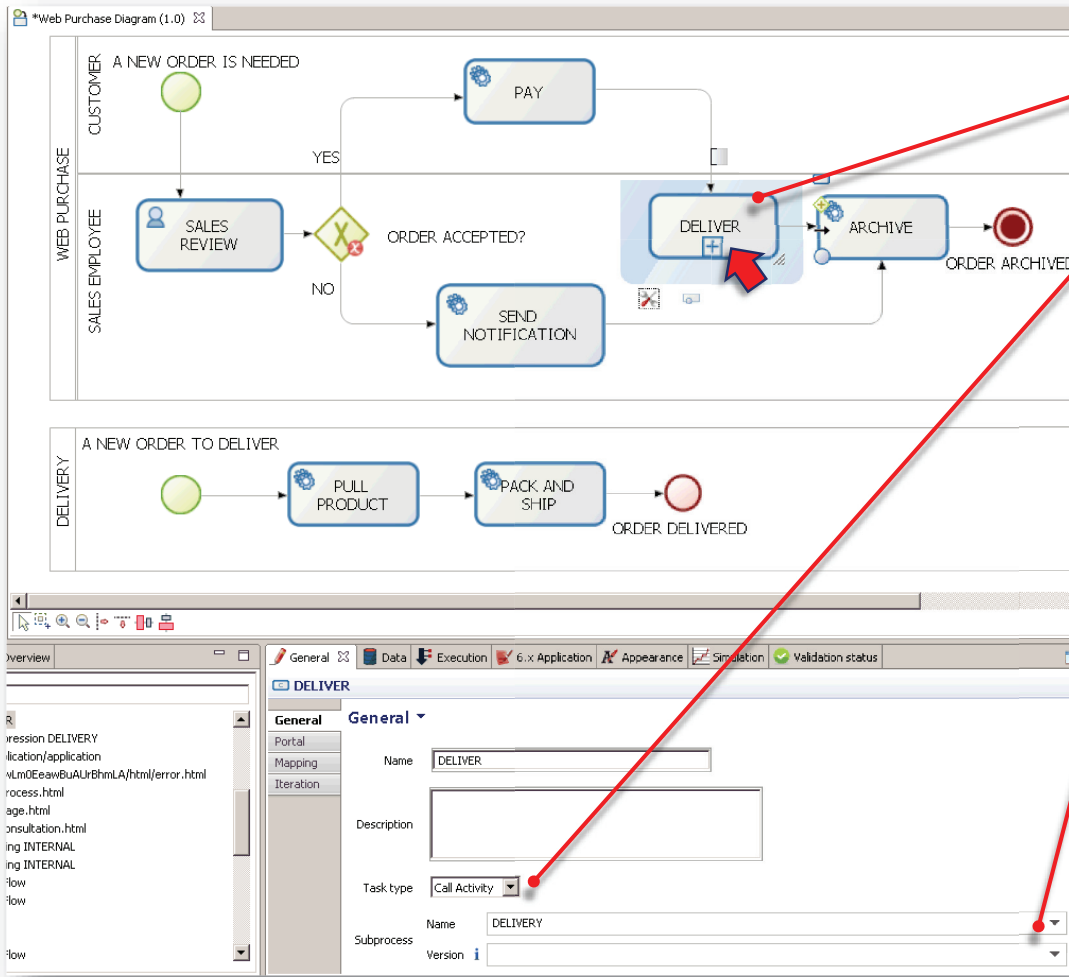 *Web Purchase Diagram (1.0)
WEB PURCHASE
CUSTOMER
A NEW ORDER IS NEEDED
PAY
YES
SALES EMPLOYEE
SALES
REVIEW
ORDER ACCEPTED?
DELIVER
ARCHIVE
ORDER ARCHIVED
NO
SEND
NOTIFICATION
DELIVERY
A NEW ORDER TO DELIVER
PULL
PRODUCT
PACK AND
SHIP
ORDER DELIVERED
Overview
R
pression DELIVERY
plication/application
wLm0EeawBuAUrBhmLA/html/error.html
rocess.html
age.html
onsultation.html
ing INTERNAL
ing INTERNAL
Flow
Flow
Flow
General
Data
Execution
6.x Application
Appearance
Simulation
Validation status
DELIVER
General
Portal
Mapping
Iteration
General
Name
DELIVER
Description
Task type
Call Activity
Subprocess
Name
DELIVERY
Version